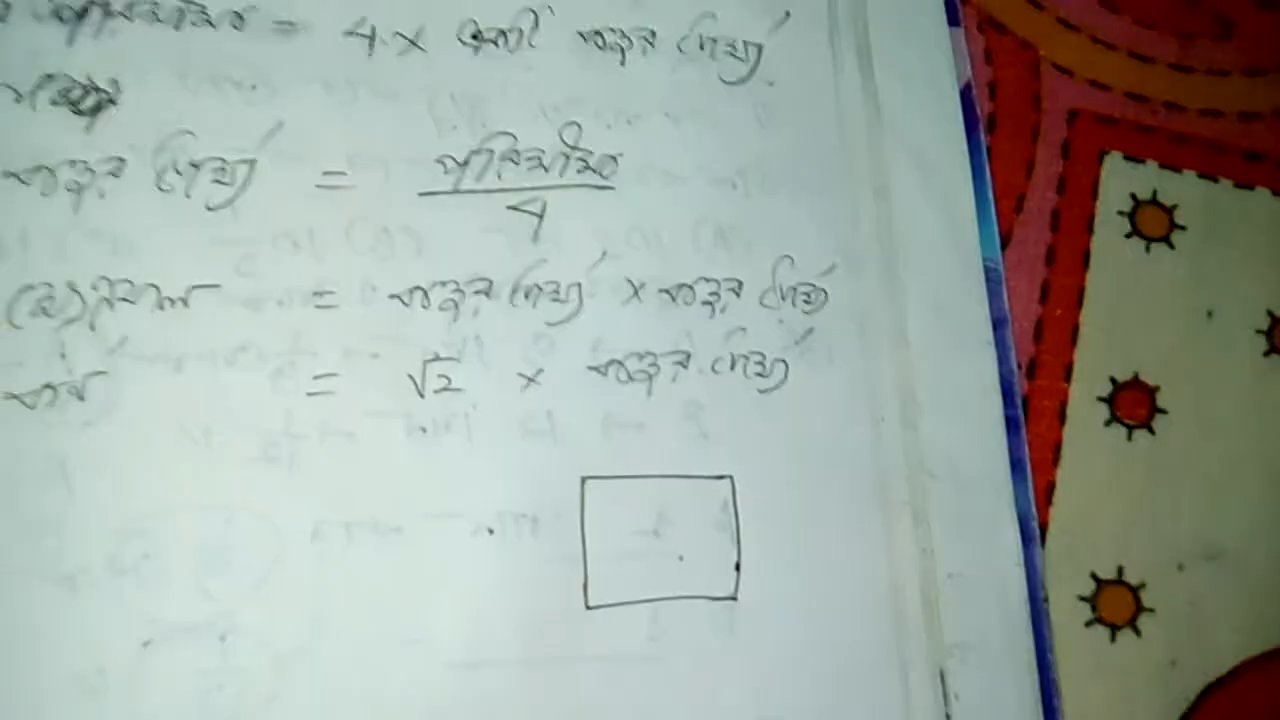 পরিসীমা = 4 × একটি বাহুর দৈর্ঘ্য
বাহুর দৈর্ঘ্য = পরিসীমা / 4
ক্ষেত্রফল = বাহুর দৈর্ঘ্য × বাহুর দৈর্ঘ্য
কর্ণ = √2 × বাহুর দৈর্ঘ্য